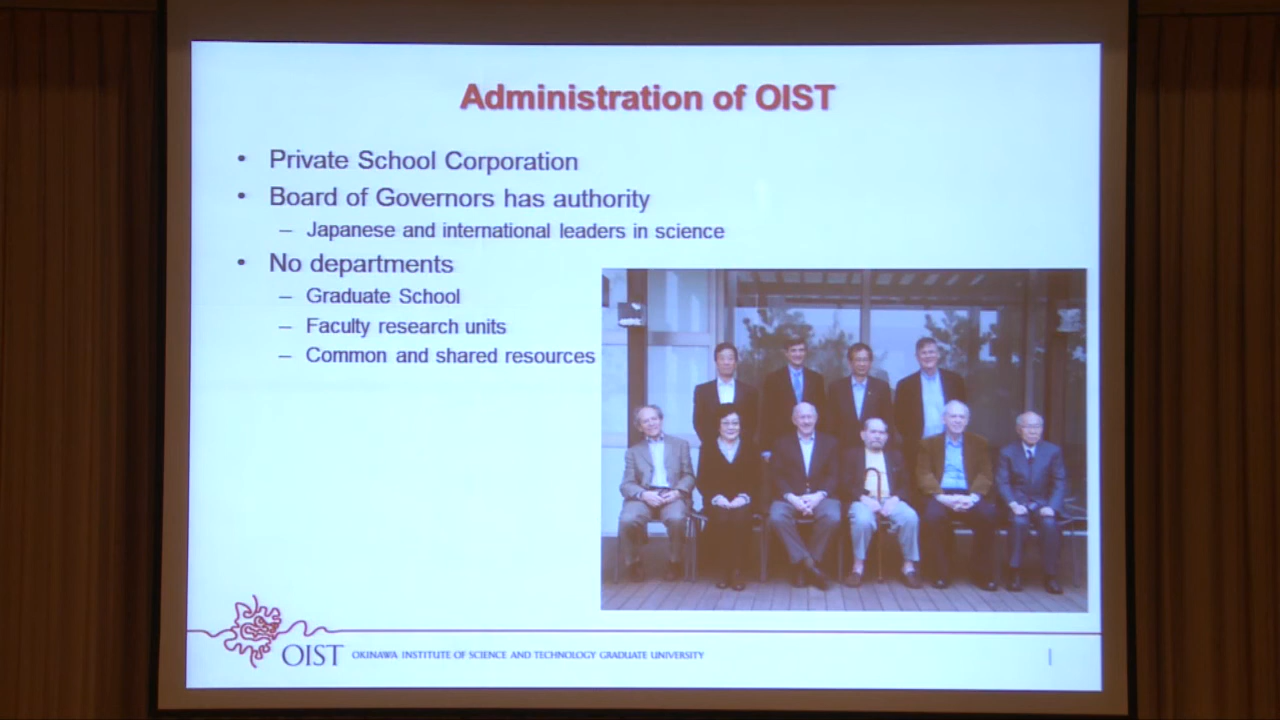 Administration of OIST
• Private School Corporation
• Board of Governors has authority
– Japanese and international leaders in science
• No departments
– Graduate School
– Faculty research units
– Common and shared resources
OIST OKINAWA INSTITUTE OF SCIENCE AND TECHNOLOGY GRADUATE UNIVERSITY